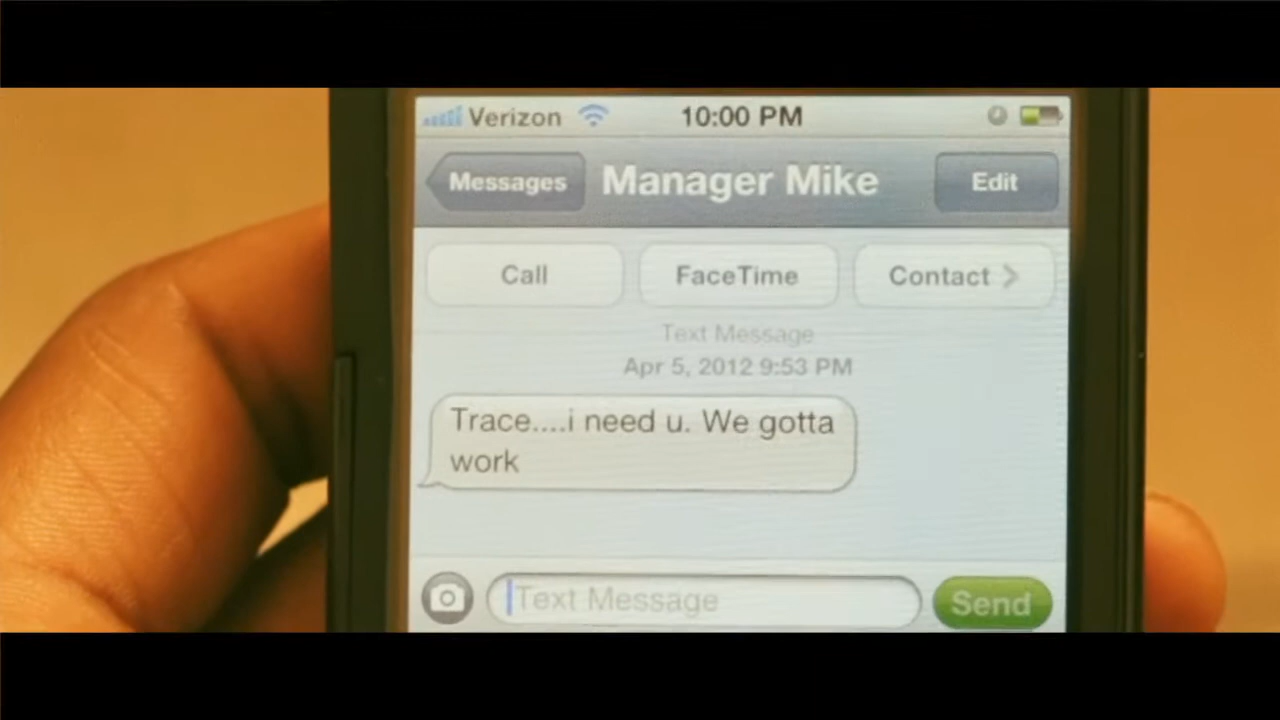 Verizon 10:00 PM
Messages Manager Mike Edit
Call FaceTime Contact
Text Message
Apr 5, 2012 9:53 PM
Trace....i need u. We gotta
work
Text Message Send